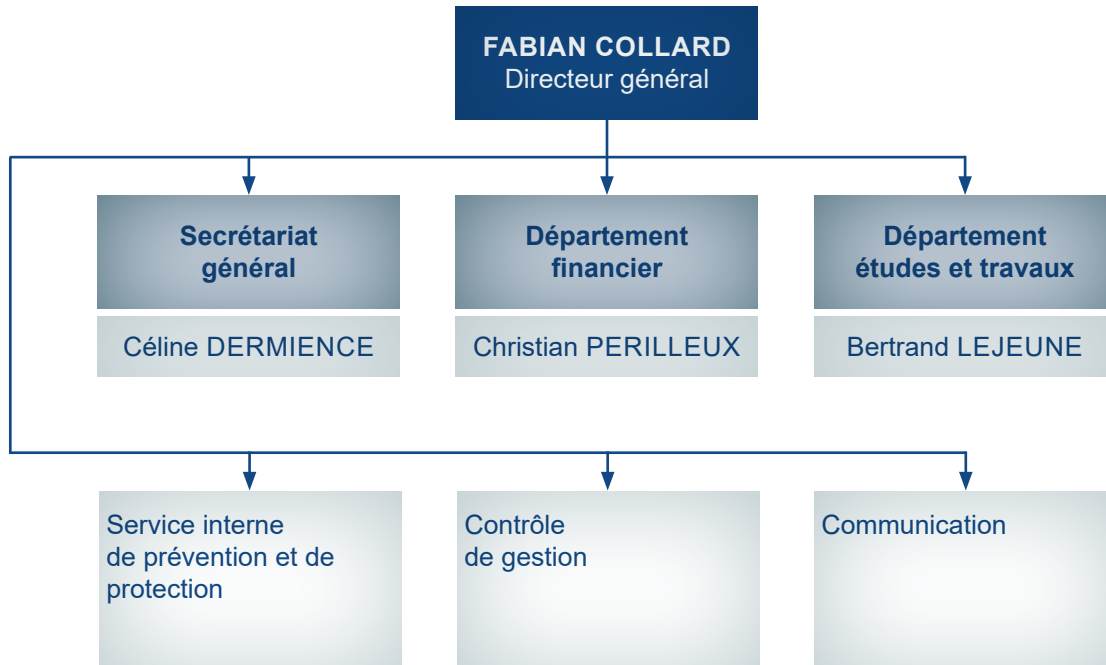 FABIAN COLLARD
Directeur général
Secrétariat
général
Céline DERMIENCE
Département
financier
Christian PERILLEUX
Département
études et travaux
Bertrand LEJEUNE
Service interne
de prévention et de
protection
Contrôle
de gestion
Communication